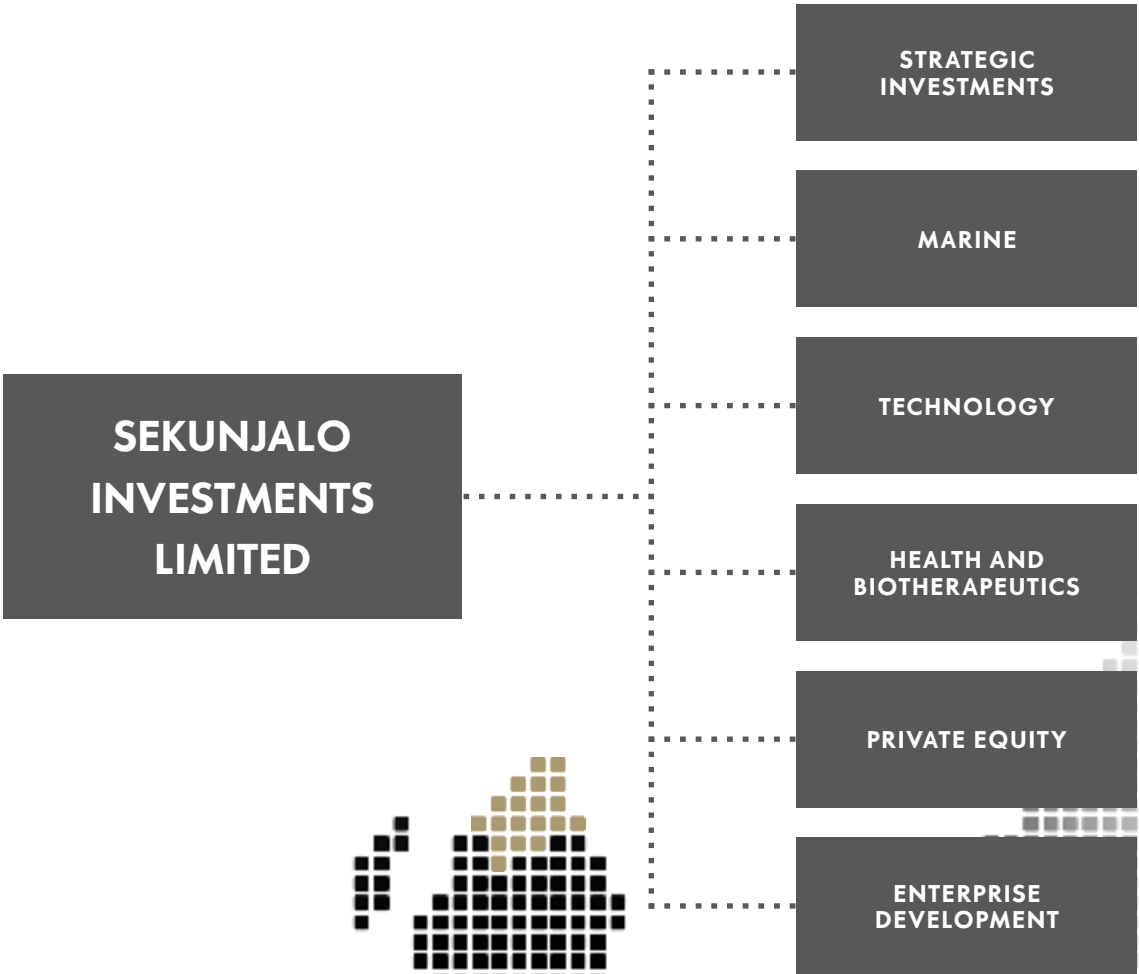 SEKUNJALO
INVESTMENTS
LIMITED
STRATEGIC
INVESTMENTS
MARINE
TECHNOLOGY
HEALTH AND
BIOTHERAPEUTICS
PRIVATE EQUITY
ENTERPRISE
DEVELOPMENT